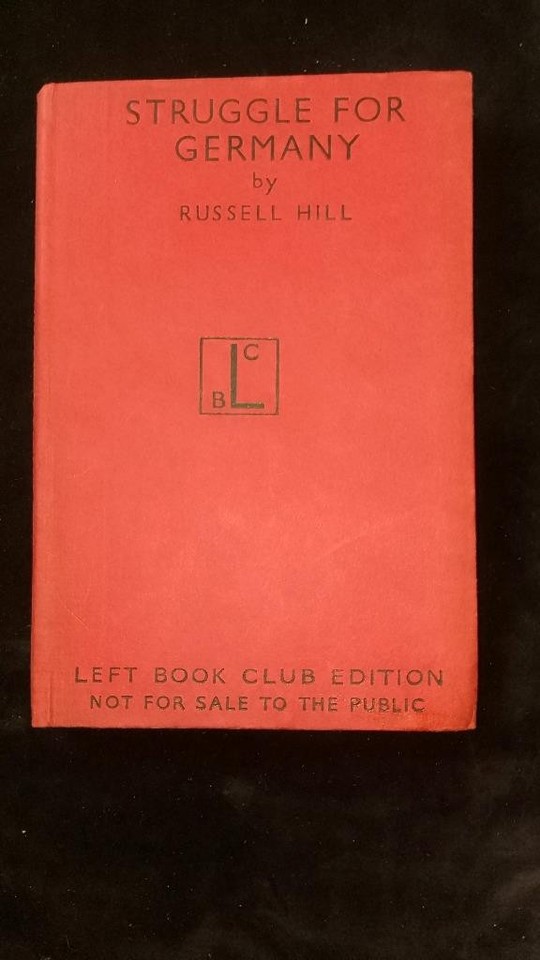 STRUGGLE FOR
GERMANY
by
RUSSELL HILL
C
L
B
LEFT BOOK CLUB EDITION
NOT FOR SALE TO THE PUBLIC